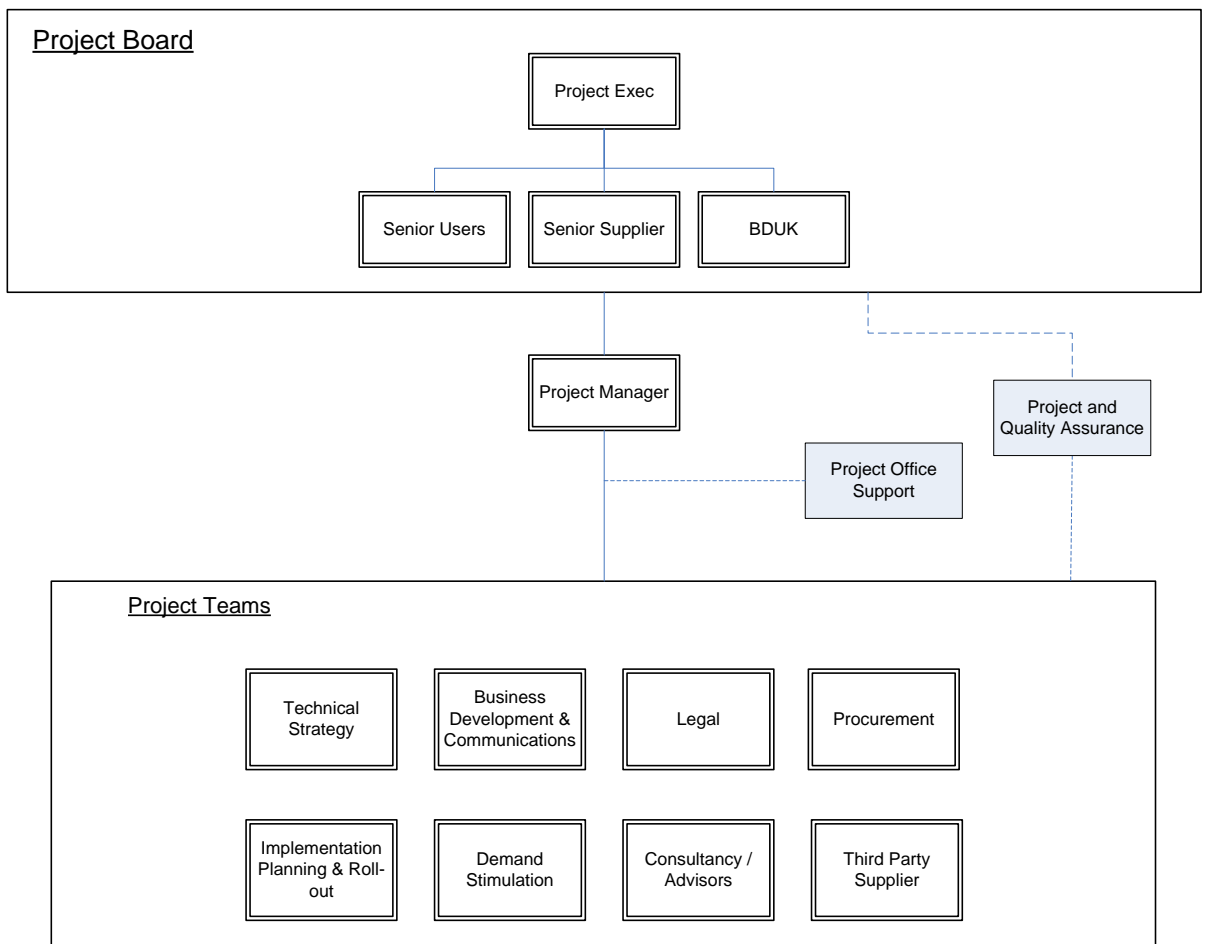 Project Board
Project Exec
Senior Users
Senior Supplier
BDUK
Project Manager
Project and
Quality Assurance
Project Office
Support
Project Teams
Technical
Strategy
Business
Development &
Communications
Legal
Procurement
Implementation
Planning & Roll-
out
Demand
Stimulation
Consultancy /
Advisors
Third Party
Supplier